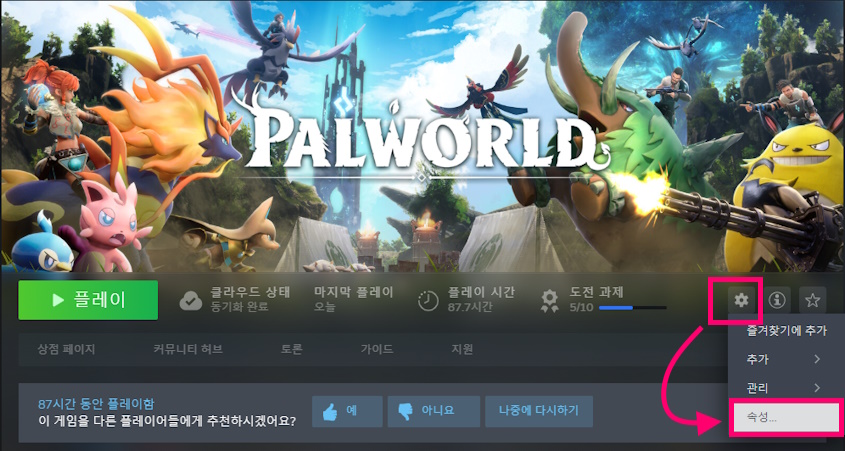 PALWORLD
플레이
클라우드 상태
동기화 완료
마지막 플레이
오늘
플레이 시간
87.7시간
도전 과제
5/10
즐겨찾기에 추가
추가
관리
속성...
상점 페이지
커뮤니티 허브
토론
가이드
지원
87시간 동안 플레이함
이 게임을 다른 플레이어들에게 추천하시겠어요?
예
아니요
나중에 다시하기